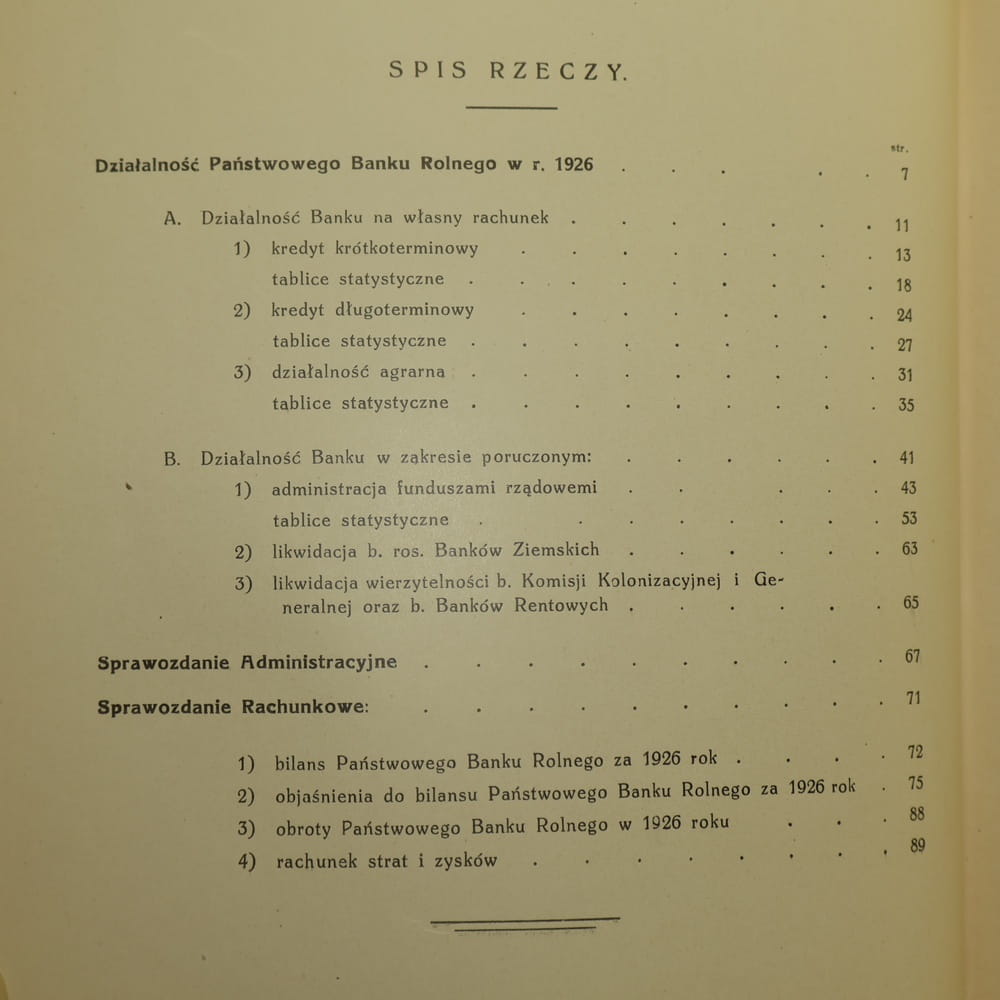 SPIS RZECZY.
str.
Działalność Państwowego Banku Rolnego w r. 1926 . . . . . 7
A. Działalność Banku na własny rachunek . . . . . . . 11
1) kredyt krótkoterminowy . . . . . . . . 13
tablice statystyczne . . . . . . . . . 18
2) kredyt długoterminowy . . . . . . . . 24
tablice statystyczne . . . . . . . . . 27
3) działalność agrarna . . . . . . . . . 31
tablice statystyczne . . . . . . . . . 35
B. Działalność Banku w zakresie poruczonym: . . . . . . 41
1) administracja funduszami rządowemi . . . . . 43
tablice statystyczne . . . . . . . . 53
2) likwidacja b. ros. Banków Ziemskich . . . . . . 63
3) likwidacja wierzytelności b. Komisji Kolonizacyjnej i Ge-
neralnej oraz b. Banków Rentowych . . . . . . 65
Sprawozdanie Administracyjne . . . . . . . . . . 67
Sprawozdanie Rachunkowe: . . . . . . . . . . 71
1) bilans Państwowego Banku Rolnego za 1926 rok . . . . 72
2) objaśnienia do bilansu Państwowego Banku Rolnego za 1926 rok . 75
3) obroty Państwowego Banku Rolnego w 1926 roku . . . 88
4) rachunek strat i zysków . . . . . . . . 89